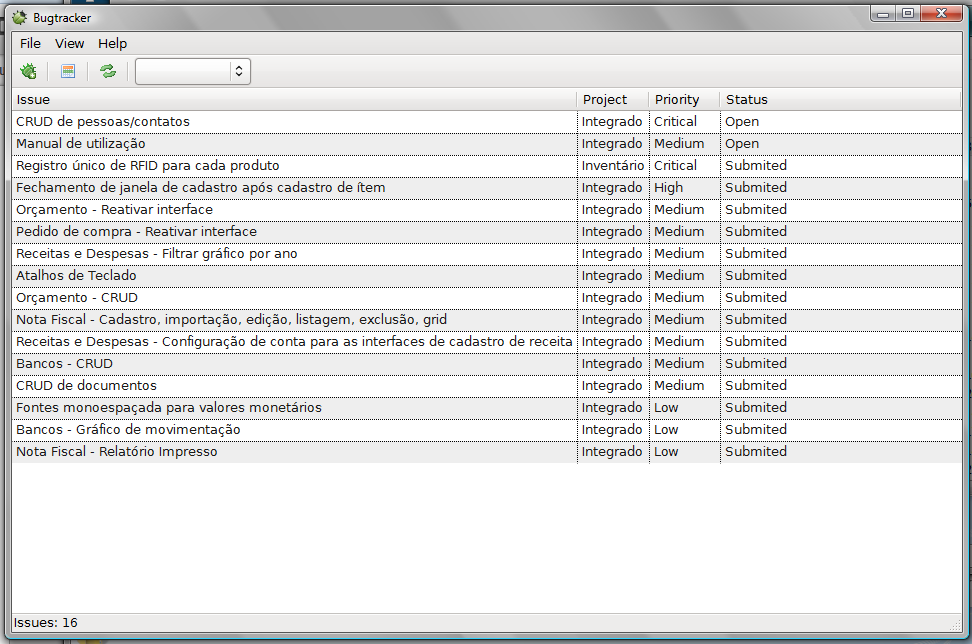 Bugtracker
File View Help
Issue Project Priority Status
CRUD de pessoas/contatos Integrado Critical Open
Manual de utilização Integrado Medium Open
Registro único de RFID para cada produto Inventário Critical Submited
Fechamento de janela de cadastro após cadastro de ítem Integrado High Submited
Orçamento - Reativar interface Integrado Medium Submited
Pedido de compra - Reativar interface Integrado Medium Submited
Receitas e Despesas - Filtrar gráfico por ano Integrado Medium Submited
Atalhos de Teclado Integrado Medium Submited
Orçamento - CRUD Integrado Medium Submited
Nota Fiscal - Cadastro, importação, edição, listagem, exclusão, grid Integrado Medium Submited
Receitas e Despesas - Configuração de conta para as interfaces de cadastro de receita Integrado Medium Submited
Bancos - CRUD Integrado Medium Submited
CRUD de documentos Integrado Medium Submited
Fontes monoespaçada para valores monetários Integrado Low Submited
Bancos - Gráfico de movimentação Integrado Low Submited
Nota Fiscal - Relatório Impresso Integrado Low Submited
Issues: 16